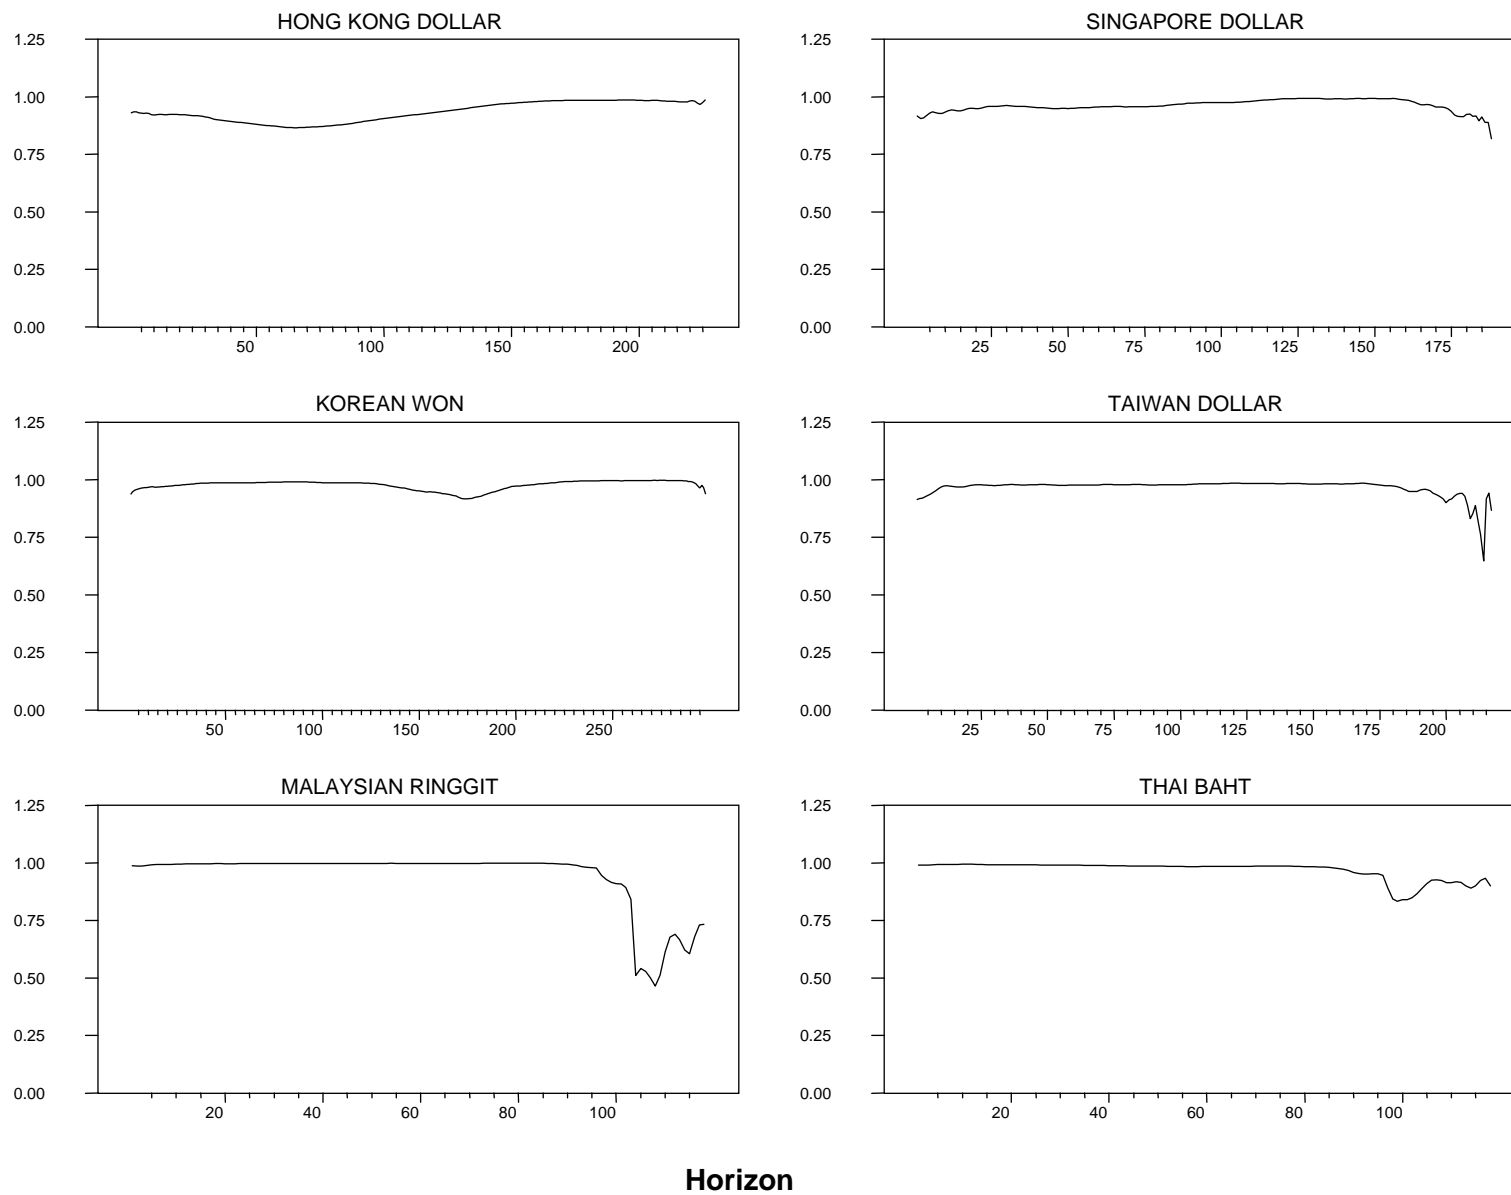 HONG KONG DOLLAR
1.25
1.00
0.75
0.50
0.25
0.00
50 100 150 200
SINGAPORE DOLLAR
1.25
1.00
0.75
0.50
0.25
0.00
25 50 75 100 125 150 175
KOREAN WON
1.25
1.00
0.75
0.50
0.25
0.00
50 100 150 200 250
TAIWAN DOLLAR
1.25
1.00
0.75
0.50
0.25
0.00
25 50 75 100 125 150 175 200
MALAYSIAN RINGGIT
1.25
1.00
0.75
0.50
0.25
0.00
20 40 60 80 100
THAI BAHT
1.25
1.00
0.75
0.50
0.25
0.00
20 40 60 80 100
Horizon